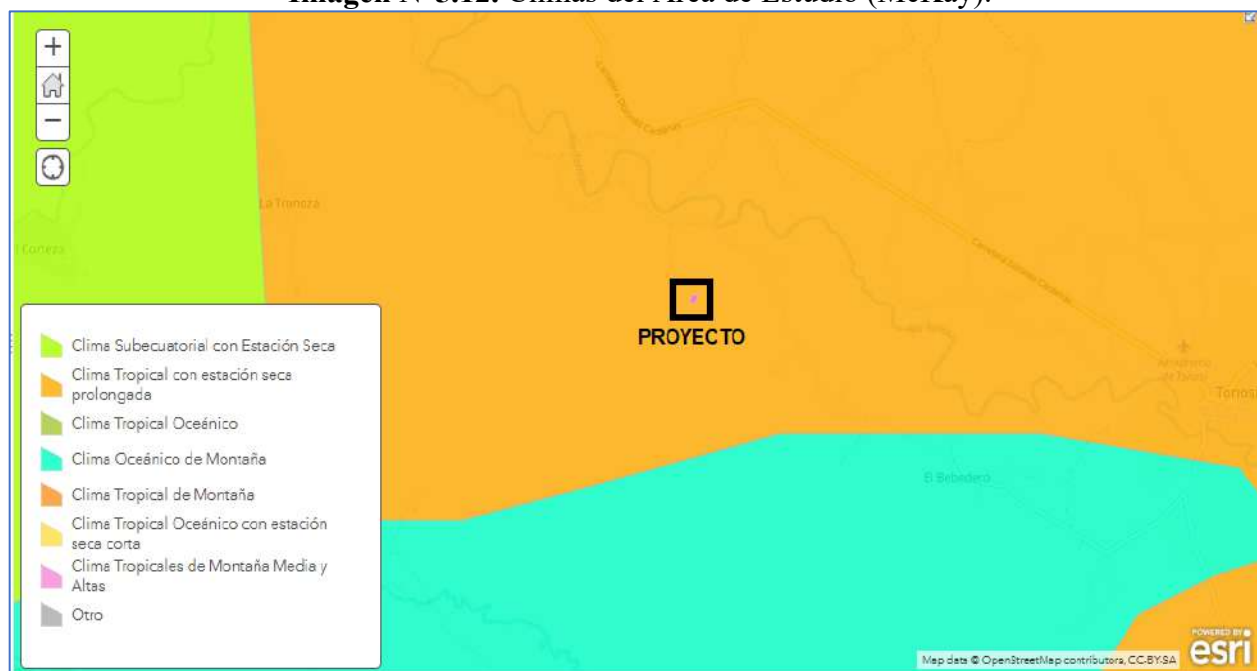 Imagen N°5.12. Climas del Área de Estudio (McKay).
+
−
La Tronoza
PROYECTO
Tonosí
El Bebedero
Clima Subecuatorial con Estación Seca
Clima Tropical con estación seca
prolongada
Clima Tropical Oceánico
Clima Oceánico de Montaña
Clima Tropical de Montaña
Clima Tropical Oceánico con estación
seca corta
Clima Tropicales de Montaña Media y
Altas
Otro
Map data © OpenStreetMap contributors, CC-BY-SA
POWERED BY
esri